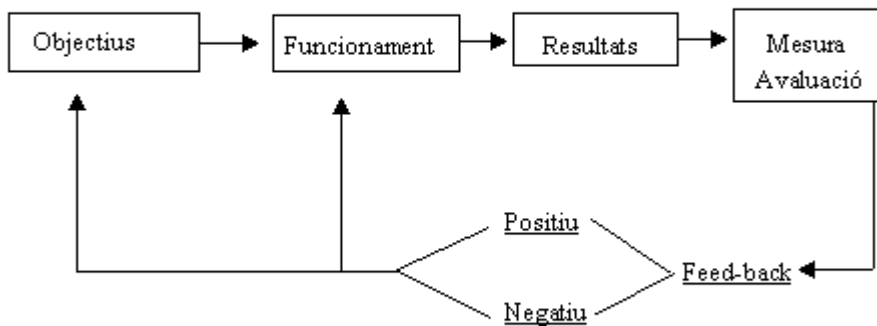 Objectius
Funcionament
Resultats
Mesura
Avaluació
Positiu
Feed-back
Negatiu